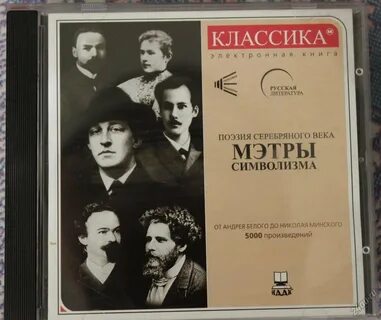 КЛАССИКА
электронная книга
РУССКАЯ
ЛИТЕРАТУРА
ПОЭЗИЯ СЕРЕБРЯНОГО ВЕКА
МЭТРЫ
СИМВОЛИЗМА
ОТ АНДРЕЯ БЕЛОГО ДО НИКОЛАЯ МИНСКОГО
5000 произведений